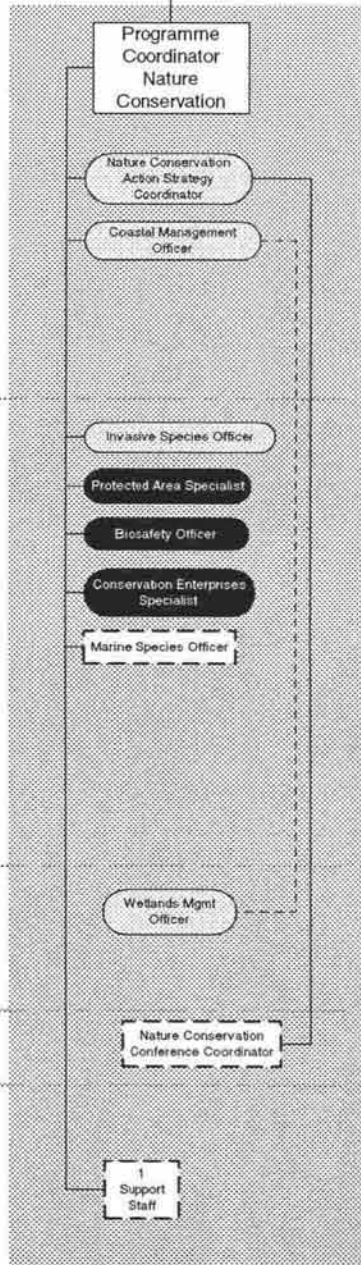 Programme
Coordinator
Nature
Conservation
Nature Conservation
Action Strategy
Coordinator
Coastal Management
Officer
Invasive Species Officer
Protected Area Specialist
Biosafety Officer
Conservation Enterprises
Specialist
Marine Species Officer
Wetlands Mgmt
Officer
Nature Conservation
Conference Coordinator
1
Support
Staff